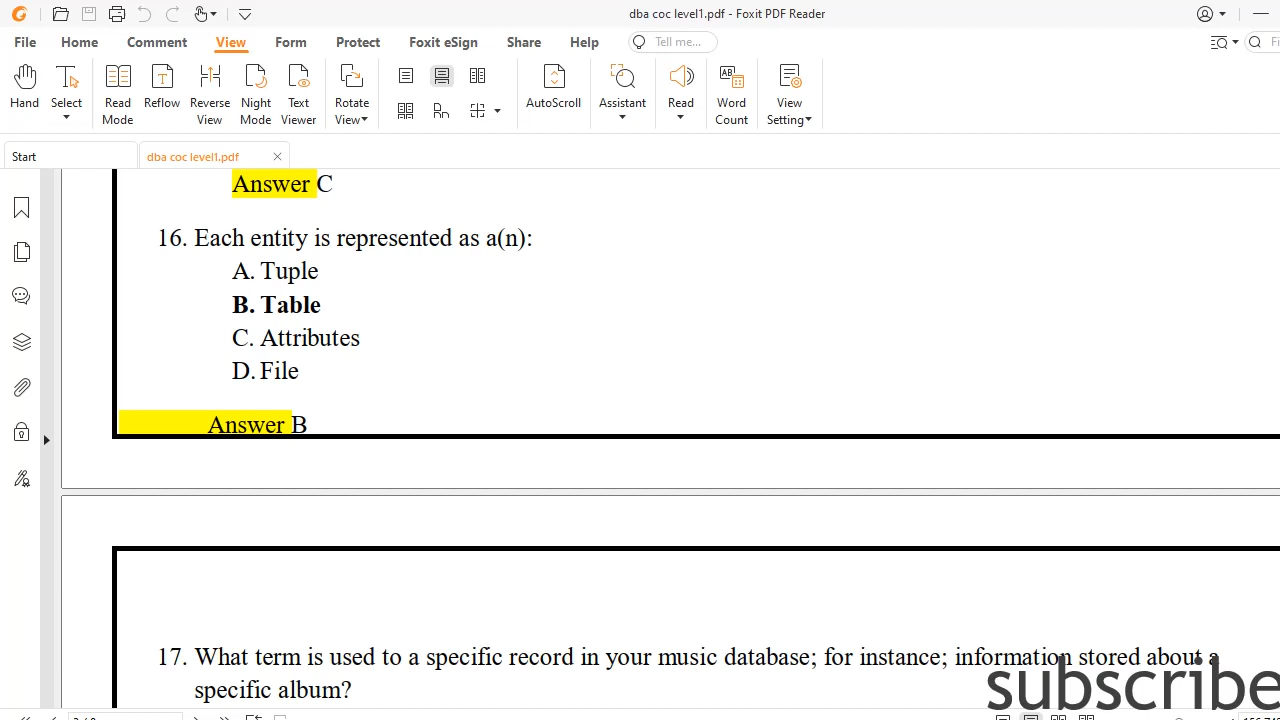 dba coc level1.pdf - Foxit PDF Reader
File Home Comment View Form Protect Foxit eSign Share Help Tell me... Fi
Hand Select Read Mode Reflow Reverse View Night Mode Text Viewer Rotate View AutoScroll Assistant Read Word Count View Setting
Start dba coc level1.pdf
Answer C
16. Each entity is represented as a(n):
A. Tuple
B. Table
C. Attributes
D. File
Answer B
17. What term is used to a specific record in your music database; for instance; information stored about a
specific album?
subscribe